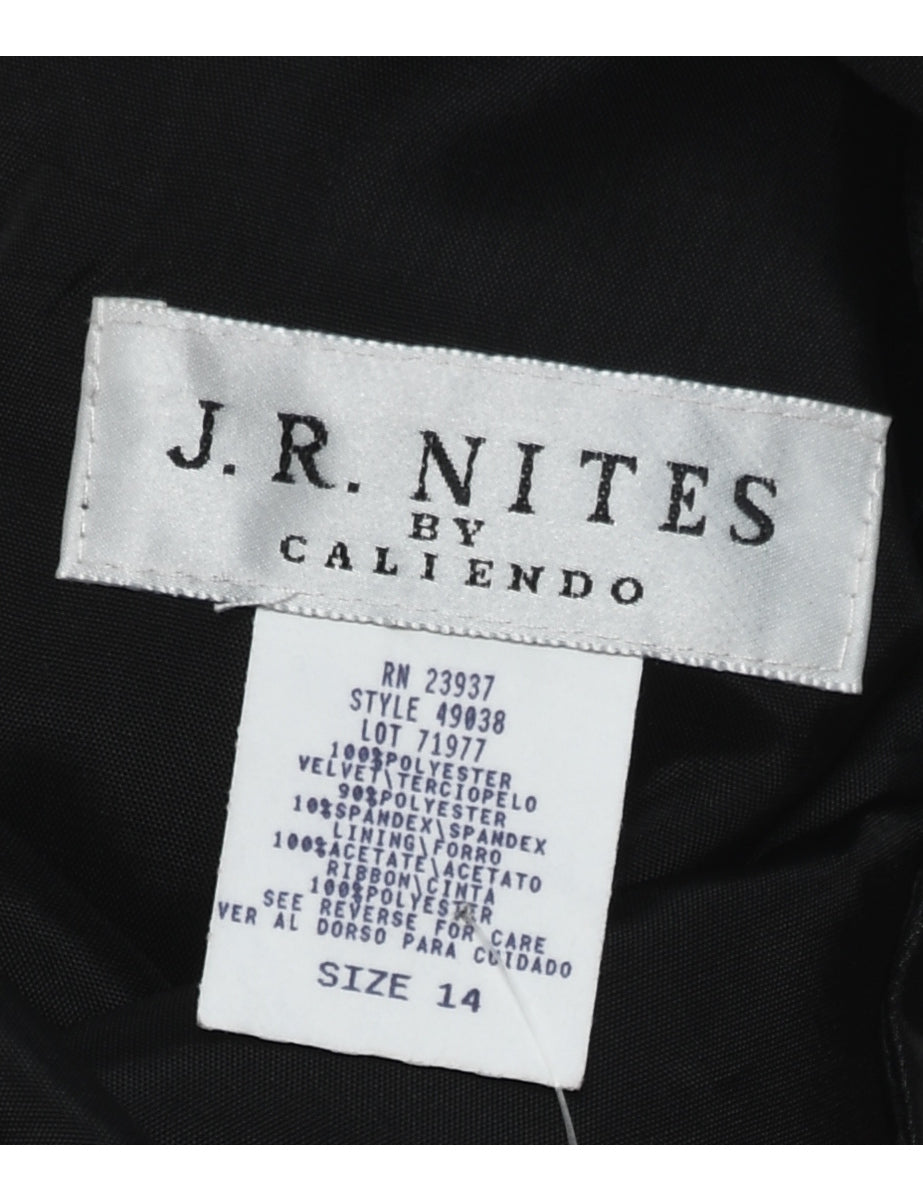 J.R. NITES
BY
CALIENDO
RN 23937
STYLE 49038
LOT 71977
100%POLYESTER
VELVET\TERCIOPELO
90%POLYESTER
10%SPANDEX\SPANDEX
LINING\FORRO
100%ACETATE\ACETATO
RIBBON\CINTA
100%POLYESTER
SEE REVERSE FOR CARE
VER AL DORSO PARA CUIDADO
SIZE 14